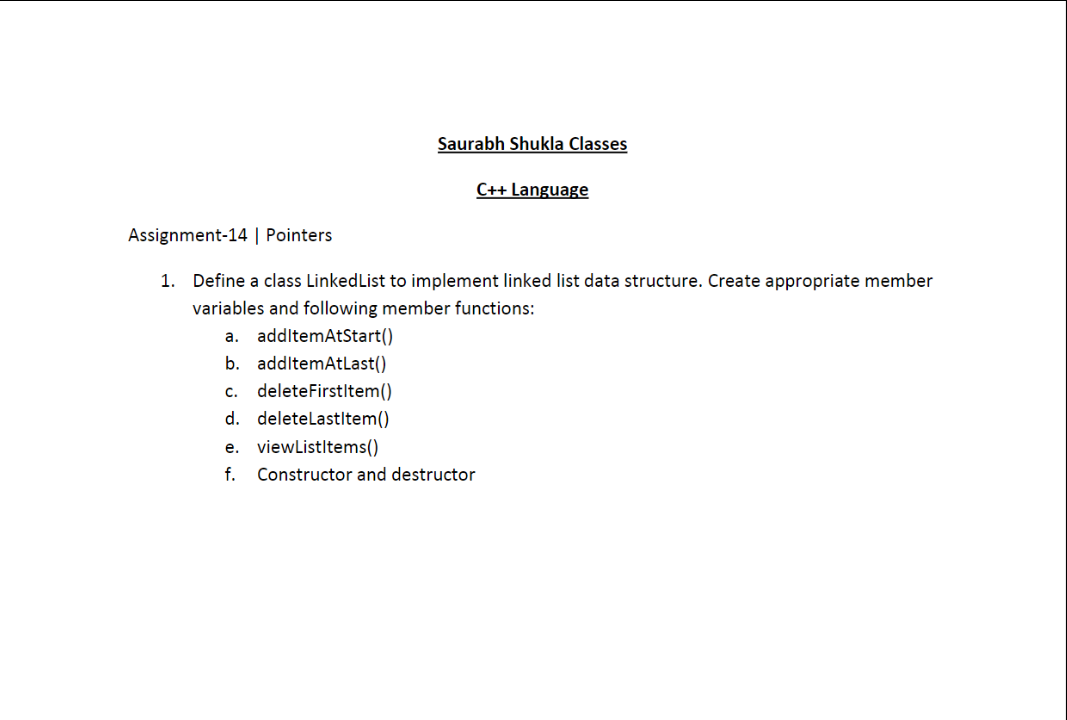 Saurabh Shukla Classes
C++ Language
Assignment-14 | Pointers
1. Define a class LinkedList to implement linked list data structure. Create appropriate member
variables and following member functions:
a. addItemAtStart()
b. addItemAtLast()
c. deleteFirstItem()
d. deleteLastItem()
e. viewListItems()
f. Constructor and destructor